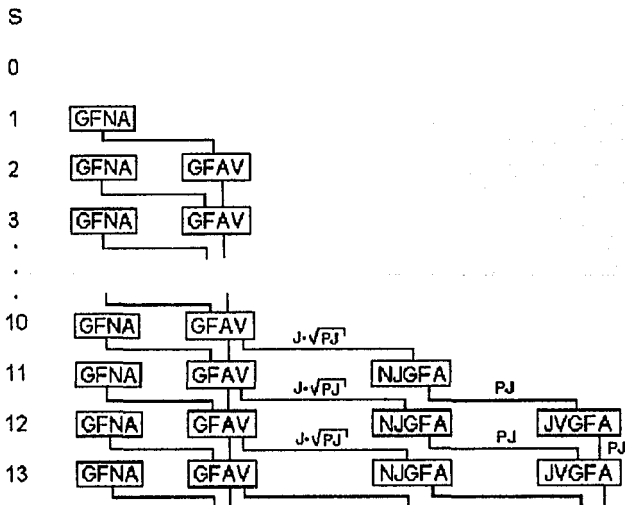 S
0
1 GFNA
2 GFNA GFAV
3 GFNA GFAV
.
.
.
10 GFNA GFAV J·√PJ
11 GFNA GFAV J·√PJ NJGFA PJ
12 GFNA GFAV J·√PJ NJGFA PJ JVGFA PJ
13 GFNA GFAV NJGFA JVGFA